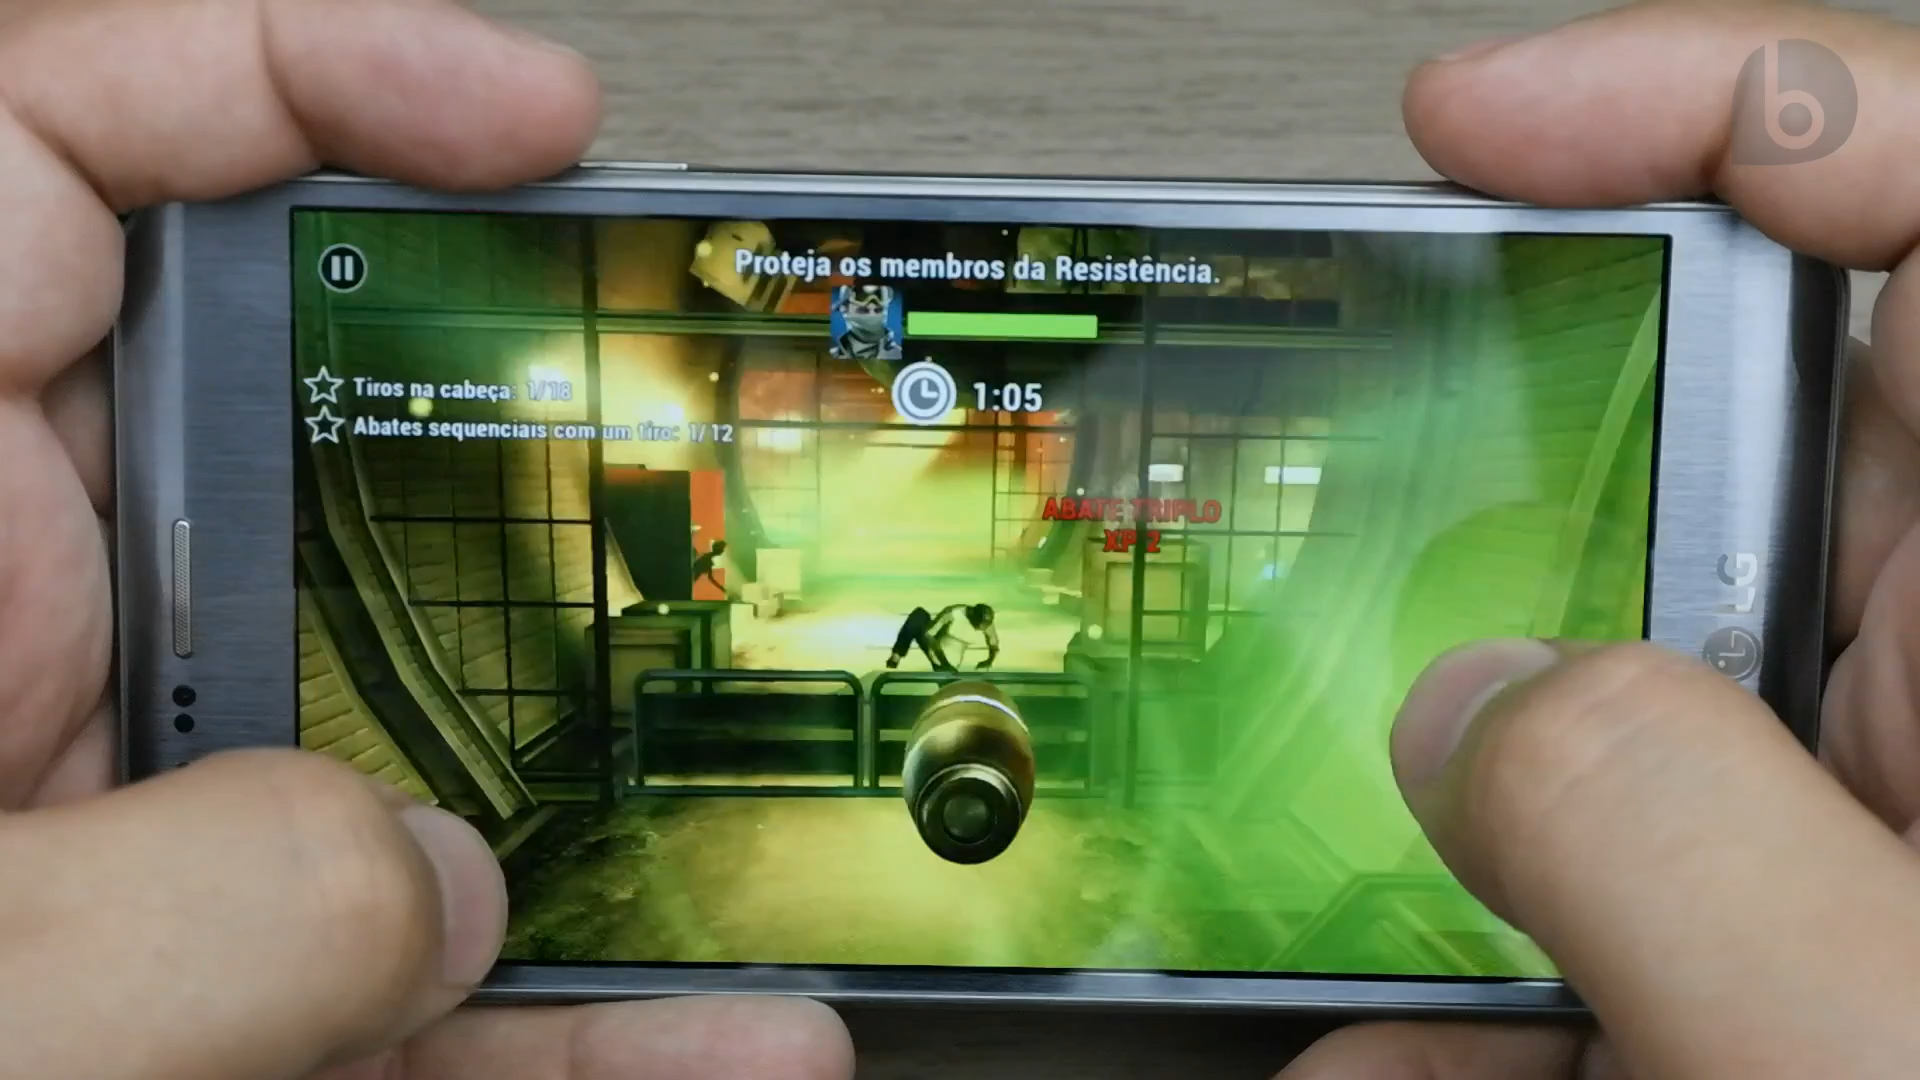 Proteja os membros da Resistência.
Tiros na cabeça: 1/18
1:05
Abates sequenciais com um tiro: 1/12
ABATE TRIPLO
XP 2
LG
b